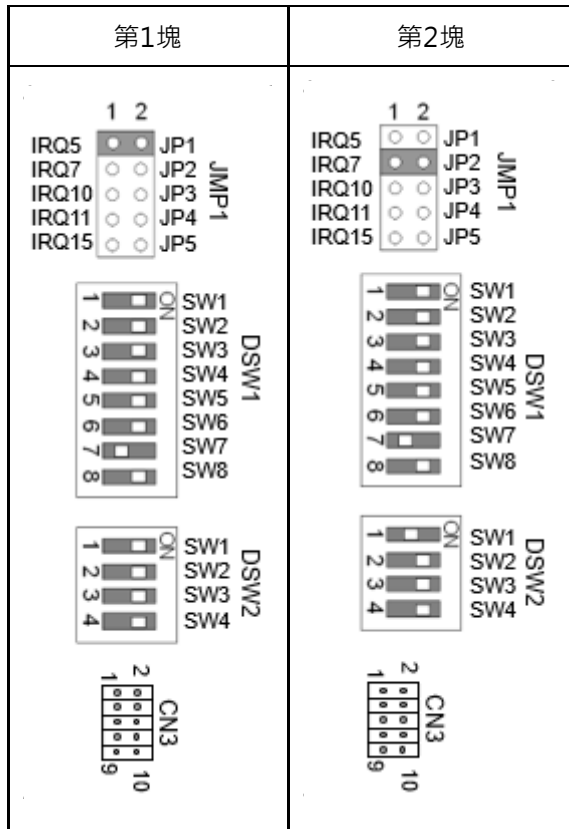 第1塊 第2塊
1 2
IRQ5 JP1
IRQ7 JP2
IRQ10 JP3
IRQ11 JP4
IRQ15 JP5
JMP1
ON
1 SW1
2 SW2
3 SW3
4 SW4
5 SW5
6 SW6
7 SW7
8 SW8
DSW1
ON
1 SW1
2 SW2
3 SW3
4 SW4
DSW2
1 2
CN3
9 10
1 2
IRQ5 JP1
IRQ7 JP2
IRQ10 JP3
IRQ11 JP4
IRQ15 JP5
JMP1
ON
1 SW1
2 SW2
3 SW3
4 SW4
5 SW5
6 SW6
7 SW7
8 SW8
DSW1
ON
1 SW1
2 SW2
3 SW3
4 SW4
DSW2
1 2
CN3
9 10